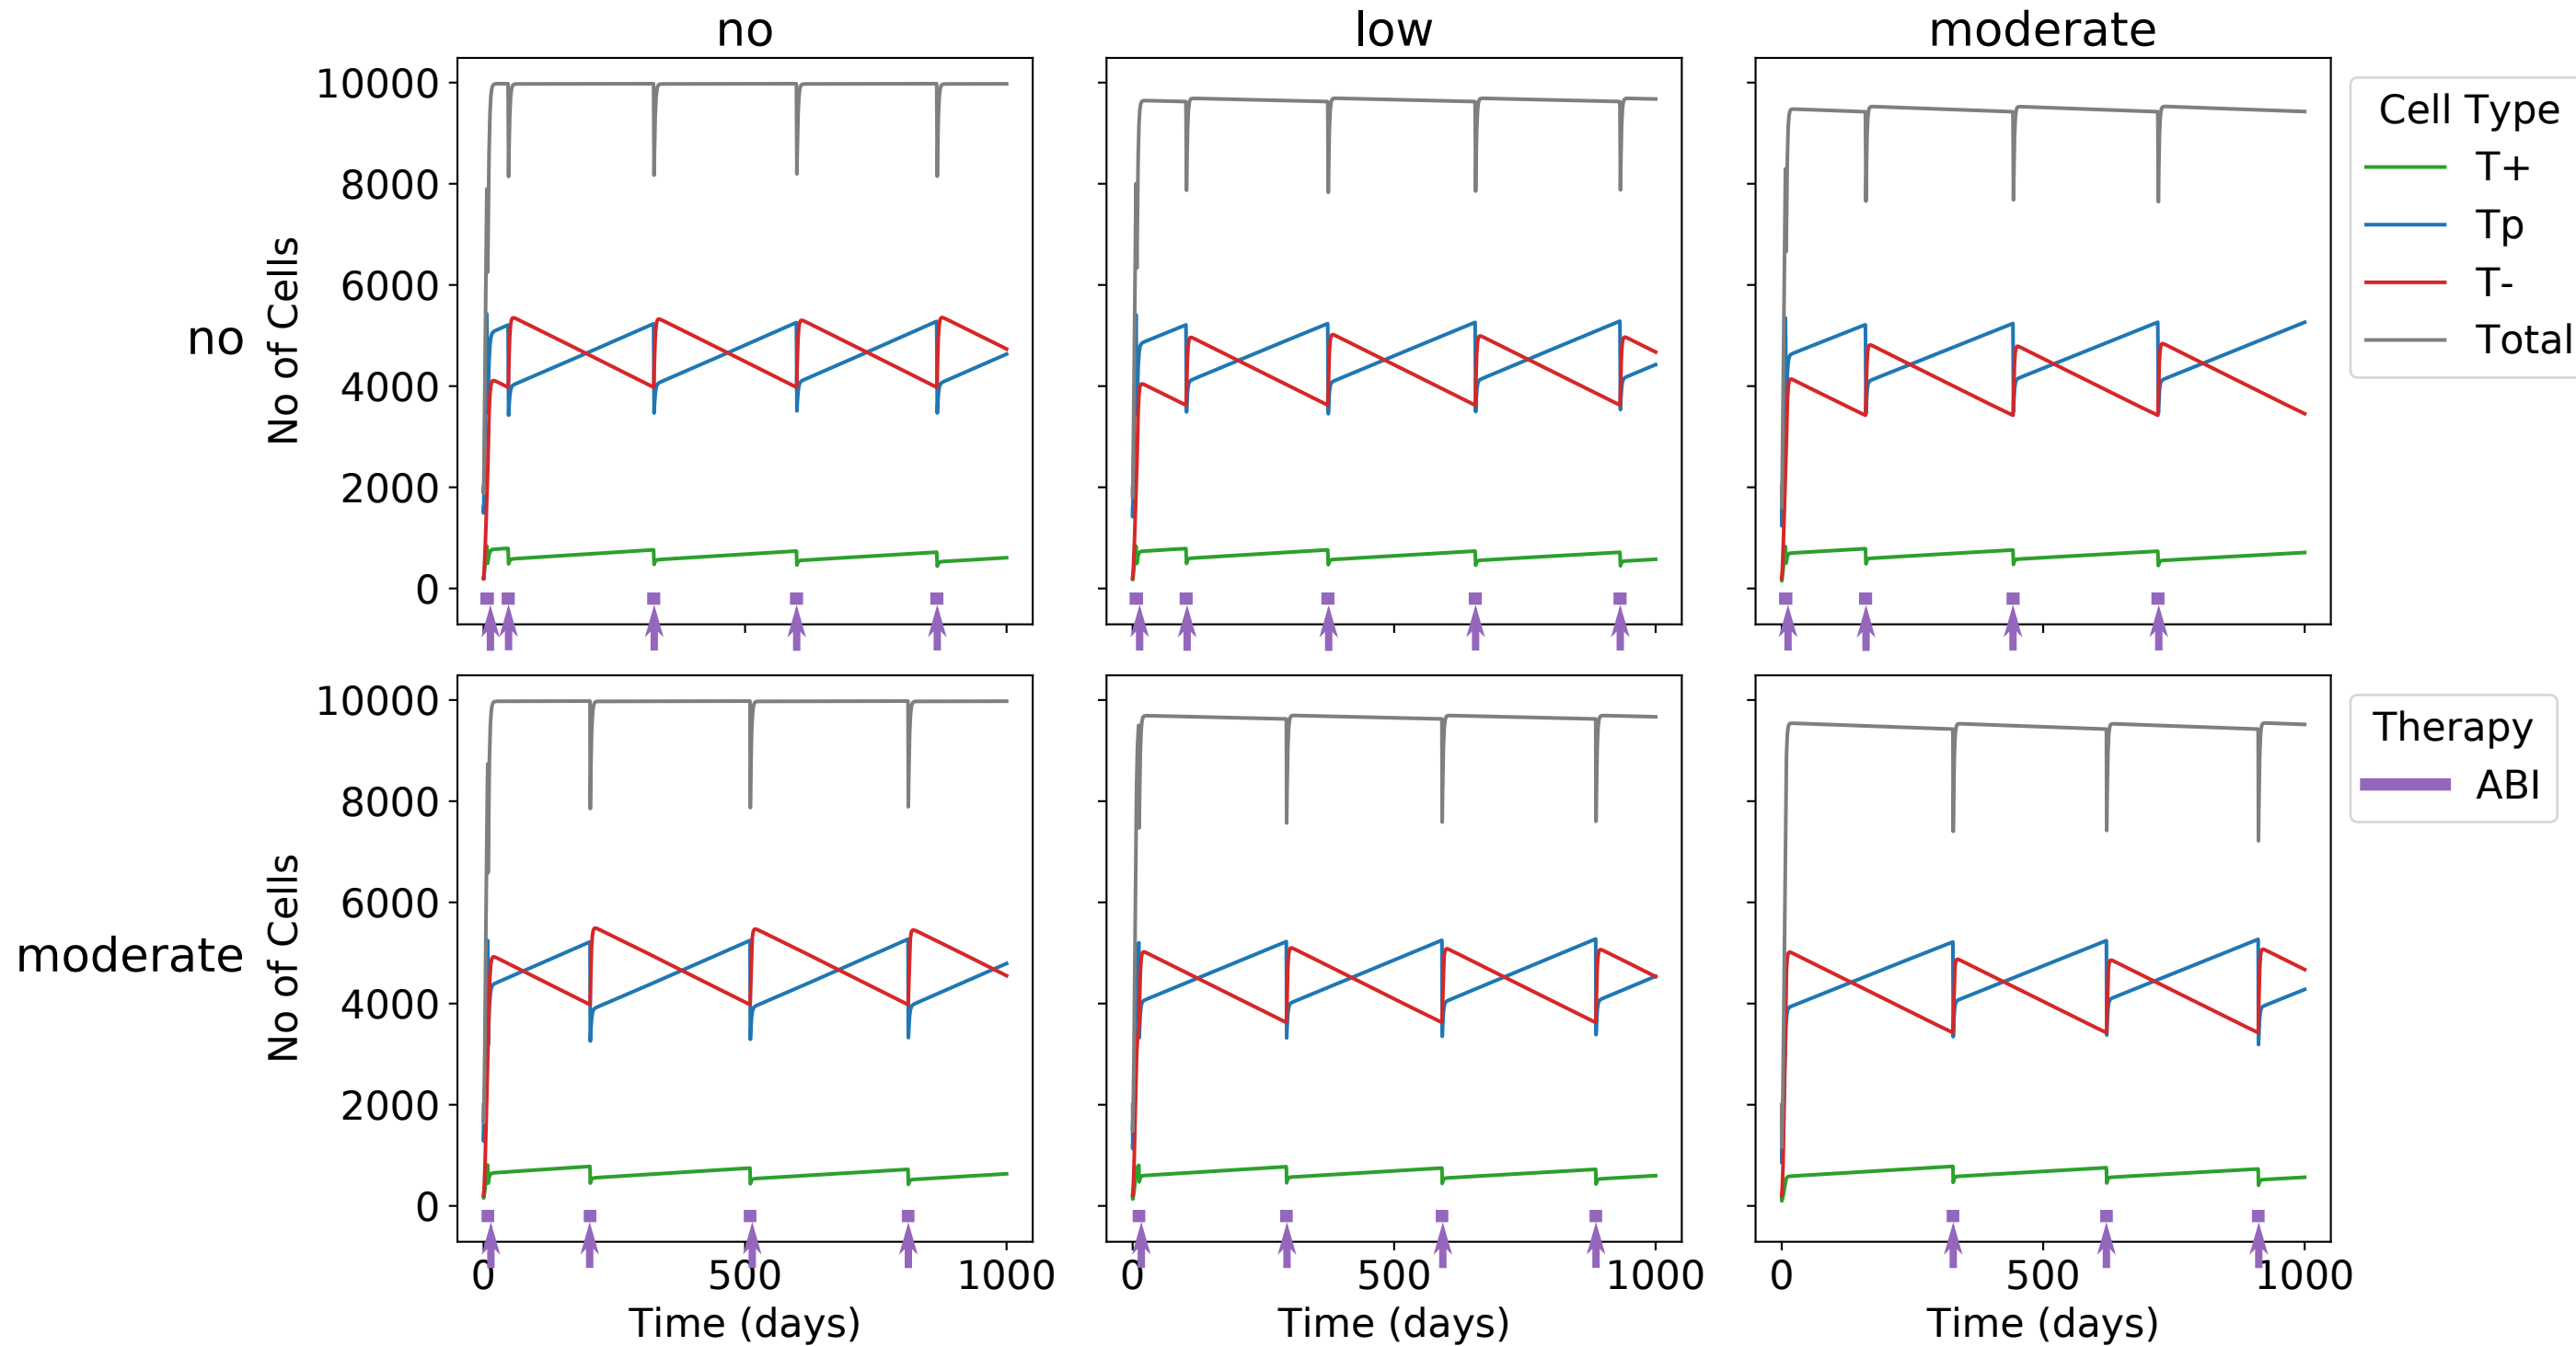 no low moderate
no
No of Cells
10000
8000
6000
4000
2000
0
Cell Type
T+
Tp
T-
Total
moderate
No of Cells
10000
8000
6000
4000
2000
0
Therapy
ABI
0 500 1000 0 500 1000 0 500 1000
Time (days) Time (days) Time (days)